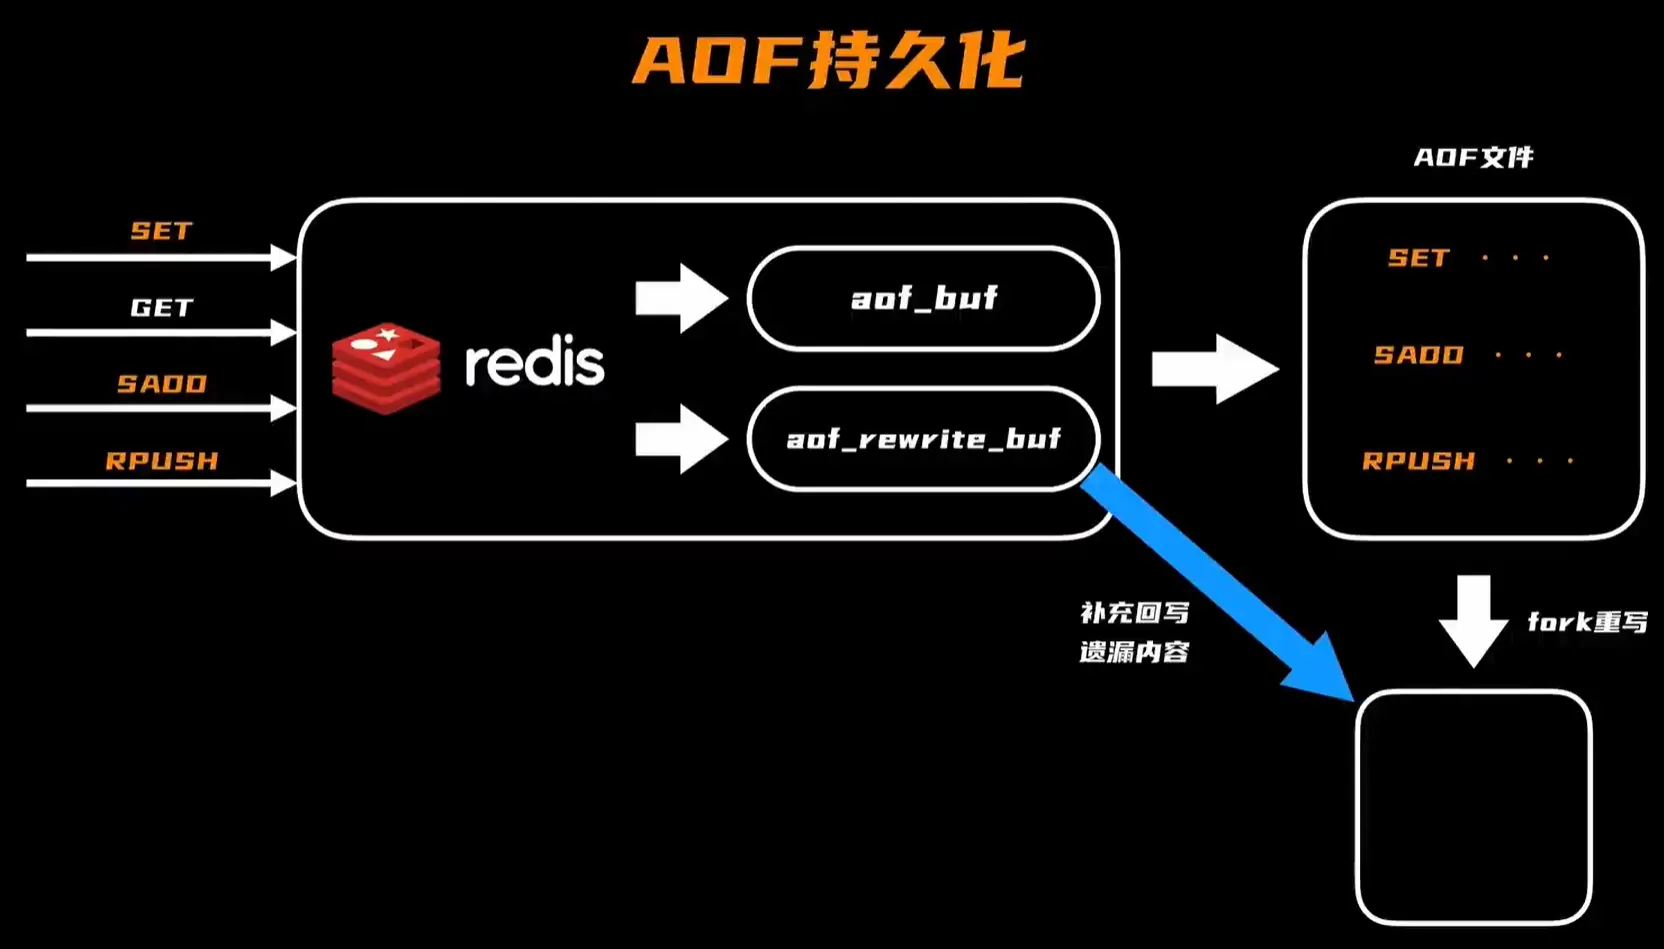 AOF持久化
AOF文件
SET
GET
SADD
RPUSH
redis
aof_buf
aof_rewrite_buf
SET · · ·
SADD · · ·
RPUSH · · ·
补充回写
遗漏内容
fork重写